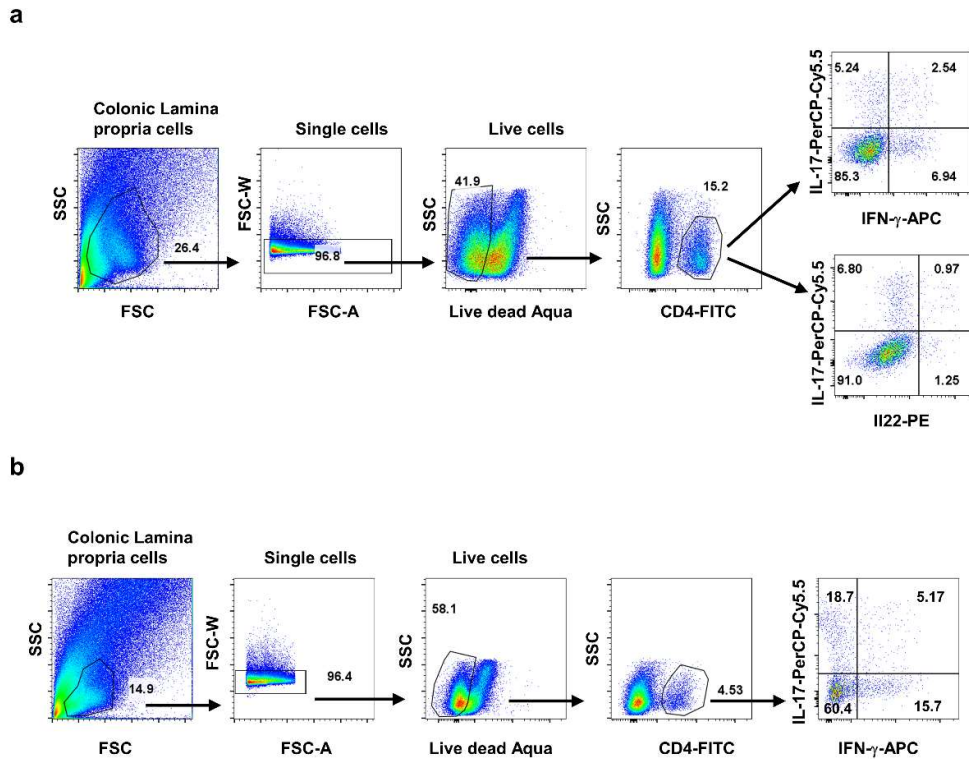 a
Colonic Lamina
propria cells
Single cells
Live cells
SSC
26.4
FSC
FSC-W
96.8
FSC-A
SSC
41.9
Live dead Aqua
SSC
15.2
CD4-FITC
IL-17-PerCP-Cy5.5
5.24
2.54
85.3
6.94
IFN-γ-APC
IL-17-PerCP-Cy5.5
6.80
0.97
91.0
1.25
Il22-PE
b
Colonic Lamina
propria cells
Single cells
Live cells
SSC
14.9
FSC
FSC-W
96.4
FSC-A
SSC
58.1
Live dead Aqua
SSC
4.53
CD4-FITC
IL-17-PerCP-Cy5.5
18.7
5.17
60.4
15.7
IFN-γ-APC